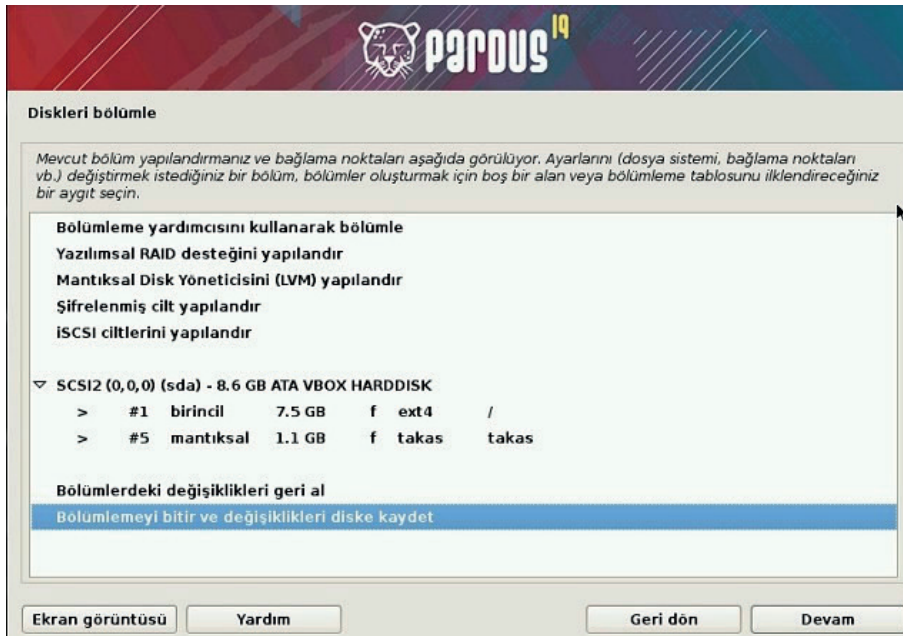 pardus 19
Diskleri bölümle
Mevcut bölüm yapılandırmanız ve bağlama noktaları aşağıda görülüyor. Ayarlarını (dosya sistemi, bağlama noktaları
vb.) değiştirmek istediğiniz bir bölüm, bölümler oluşturmak için boş bir alan veya bölümleme tablosunu ilklendireceğiniz
bir aygıt seçin.
Bölümleme yardımcısını kullanarak bölümle
Yazılımsal RAID desteğini yapılandır
Mantıksal Disk Yöneticisini (LVM) yapılandır
Şifrelenmiş cilt yapılandır
iSCSI ciltlerini yapılandır
SCSI2 (0,0,0) (sda) - 8.6 GB ATA VBOX HARDDISK
> #1 birincil 7.5 GB f ext4 /
> #5 mantıksal 1.1 GB f takas takas
Bölümlerdeki değişiklikleri geri al
Bölümlemeyi bitir ve değişiklikleri diske kaydet
Ekran görüntüsü Yardım Geri dön Devam